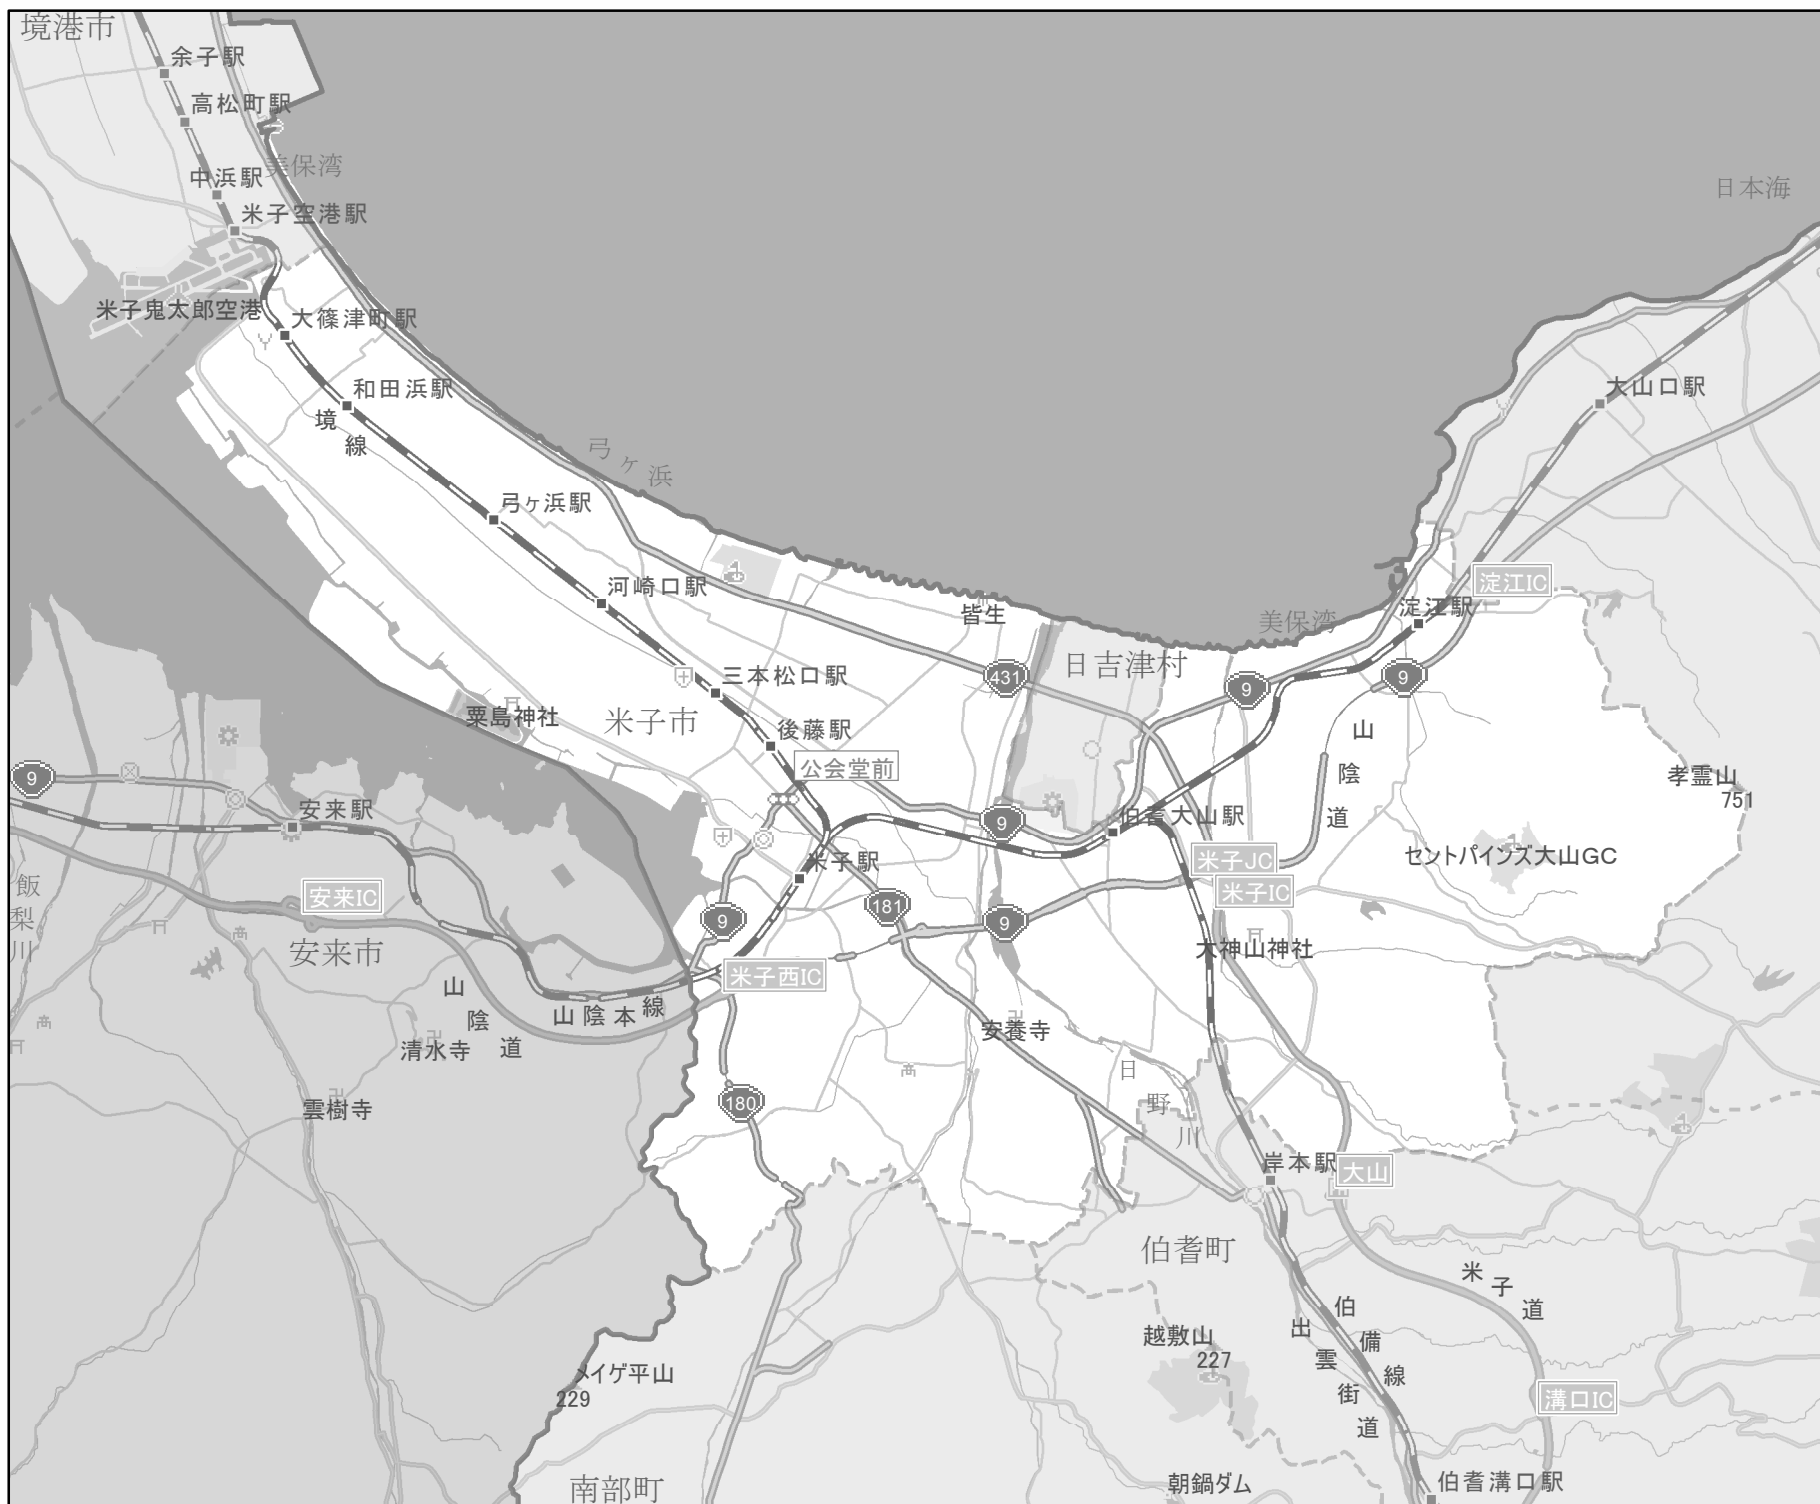 境港市
余子駅
高松町駅
美保湾
中浜駅
日本海
米子空港駅
米子鬼太郎空港
大篠津町駅
和田浜駅
大山口駅
境線
弓ヶ浜
弓ヶ浜駅
淀江IC
河崎口駅
淀江駅
皆生
美保湾
日吉津村
三本松口駅
431
9
9
粟島神社
米子市
後藤駅
山陰道
公会堂前
9
孝霊山
751
安来駅
9
伯耆大山駅
米子JC
セントパインズ大山GC
米子駅
飯梨川
安来IC
米子IC
181
9
9
安来市
大神山神社
米子西IC
山陰道
山陰本線
安養寺
清水寺
日野川
180
雲樹寺
岸本駅
大山
伯耆町
米子道
伯備線
出雲街道
越敷山
227
メイゲ平山
229
溝口IC
南部町
朝鍋ダム
伯耆溝口駅